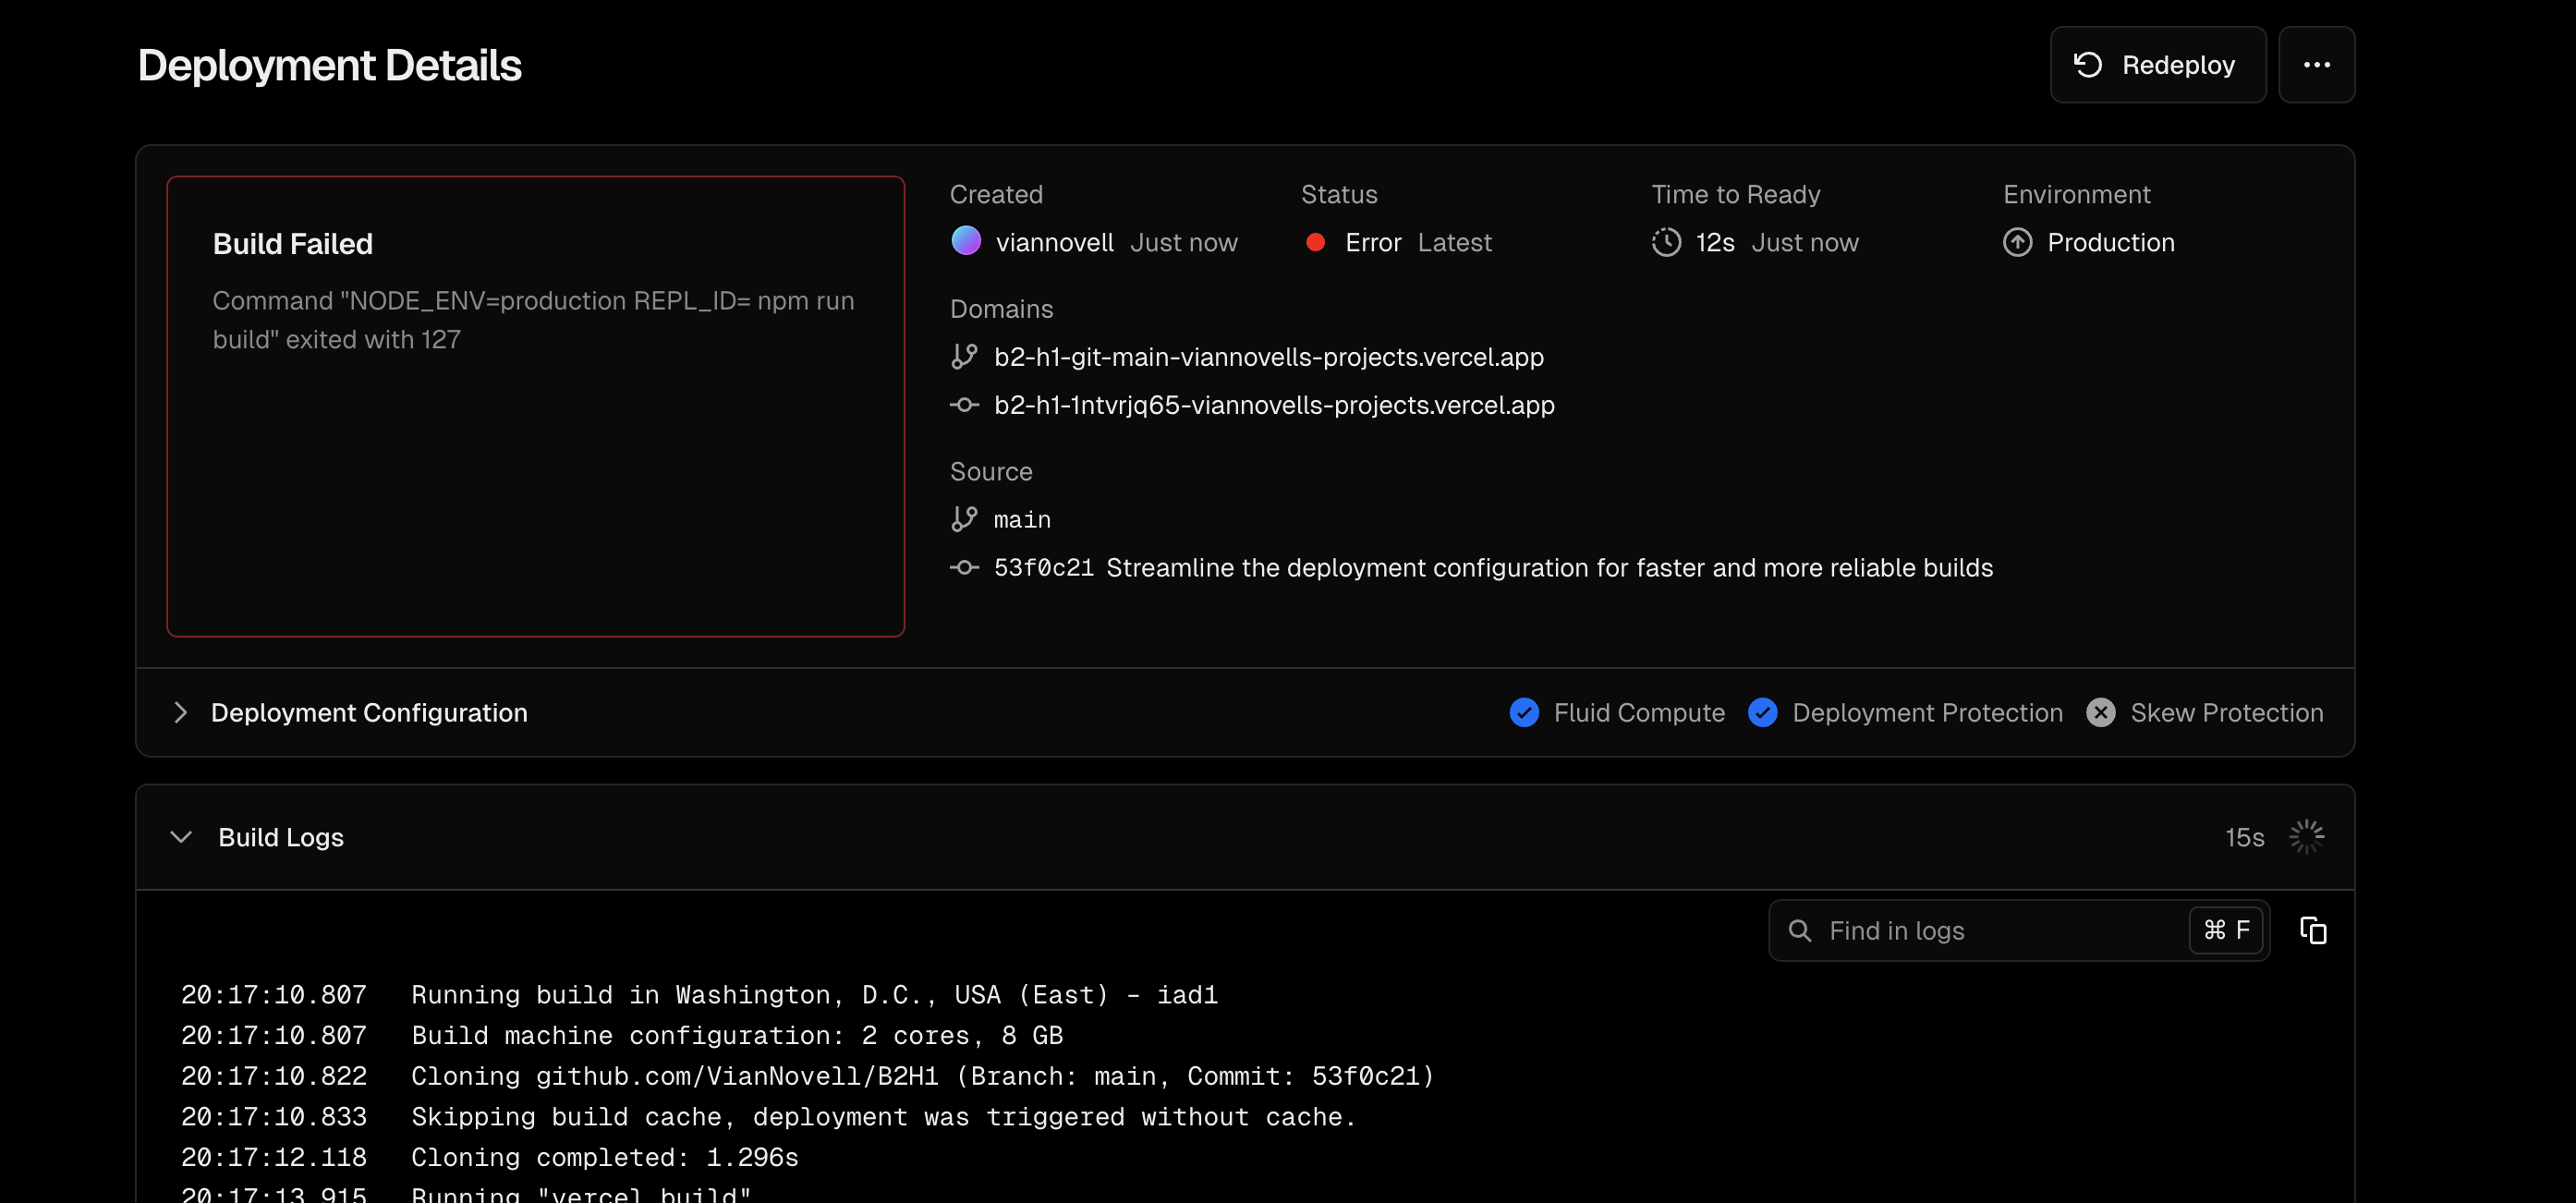 Deployment Details
Redeploy
Build Failed
Command "NODE_ENV=production REPL_ID= npm run
build" exited with 127
Created
viannovell Just now
Status
Error Latest
Time to Ready
12s Just now
Environment
Production
Domains
b2-h1-git-main-viannovells-projects.vercel.app
b2-h1-1ntvrjq65-viannovells-projects.vercel.app
Source
main
53f0c21 Streamline the deployment configuration for faster and more reliable builds
Deployment Configuration
Fluid Compute
Deployment Protection
Skew Protection
Build Logs
15s
Find in logs
⌘ F
20:17:10.807 Running build in Washington, D.C., USA (East) – iad1
20:17:10.807 Build machine configuration: 2 cores, 8 GB
20:17:10.822 Cloning github.com/VianNovell/B2H1 (Branch: main, Commit: 53f0c21)
20:17:10.833 Skipping build cache, deployment was triggered without cache.
20:17:12.118 Cloning completed: 1.296s
20:17:13.915 Running "vercel build"